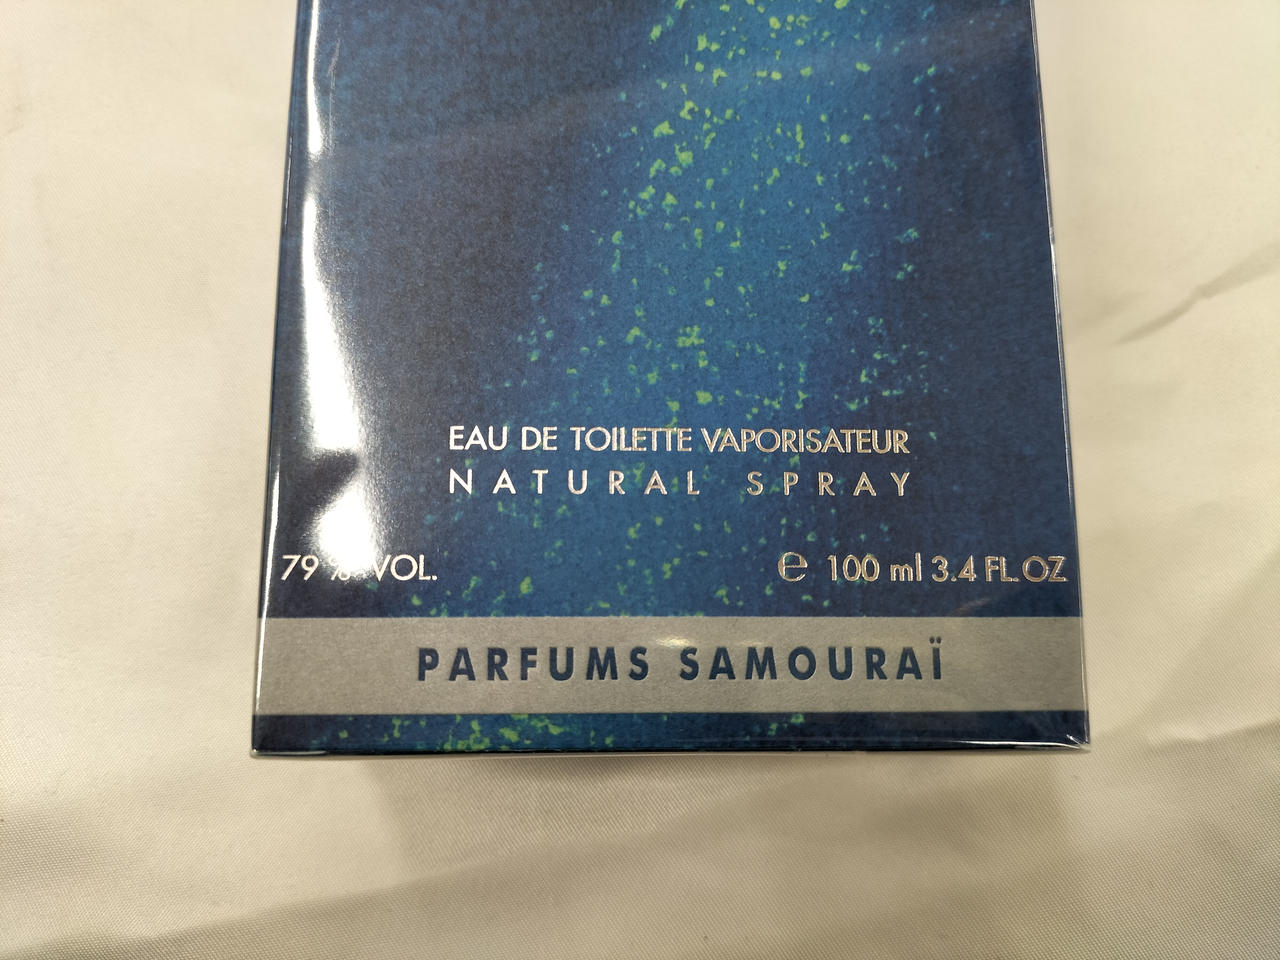 EAU DE TOILETTE VAPORISATEUR
NATURAL SPRAY
79 % VOL.
℮ 100 ml 3.4 FL.OZ
PARFUMS SAMOURAÏ